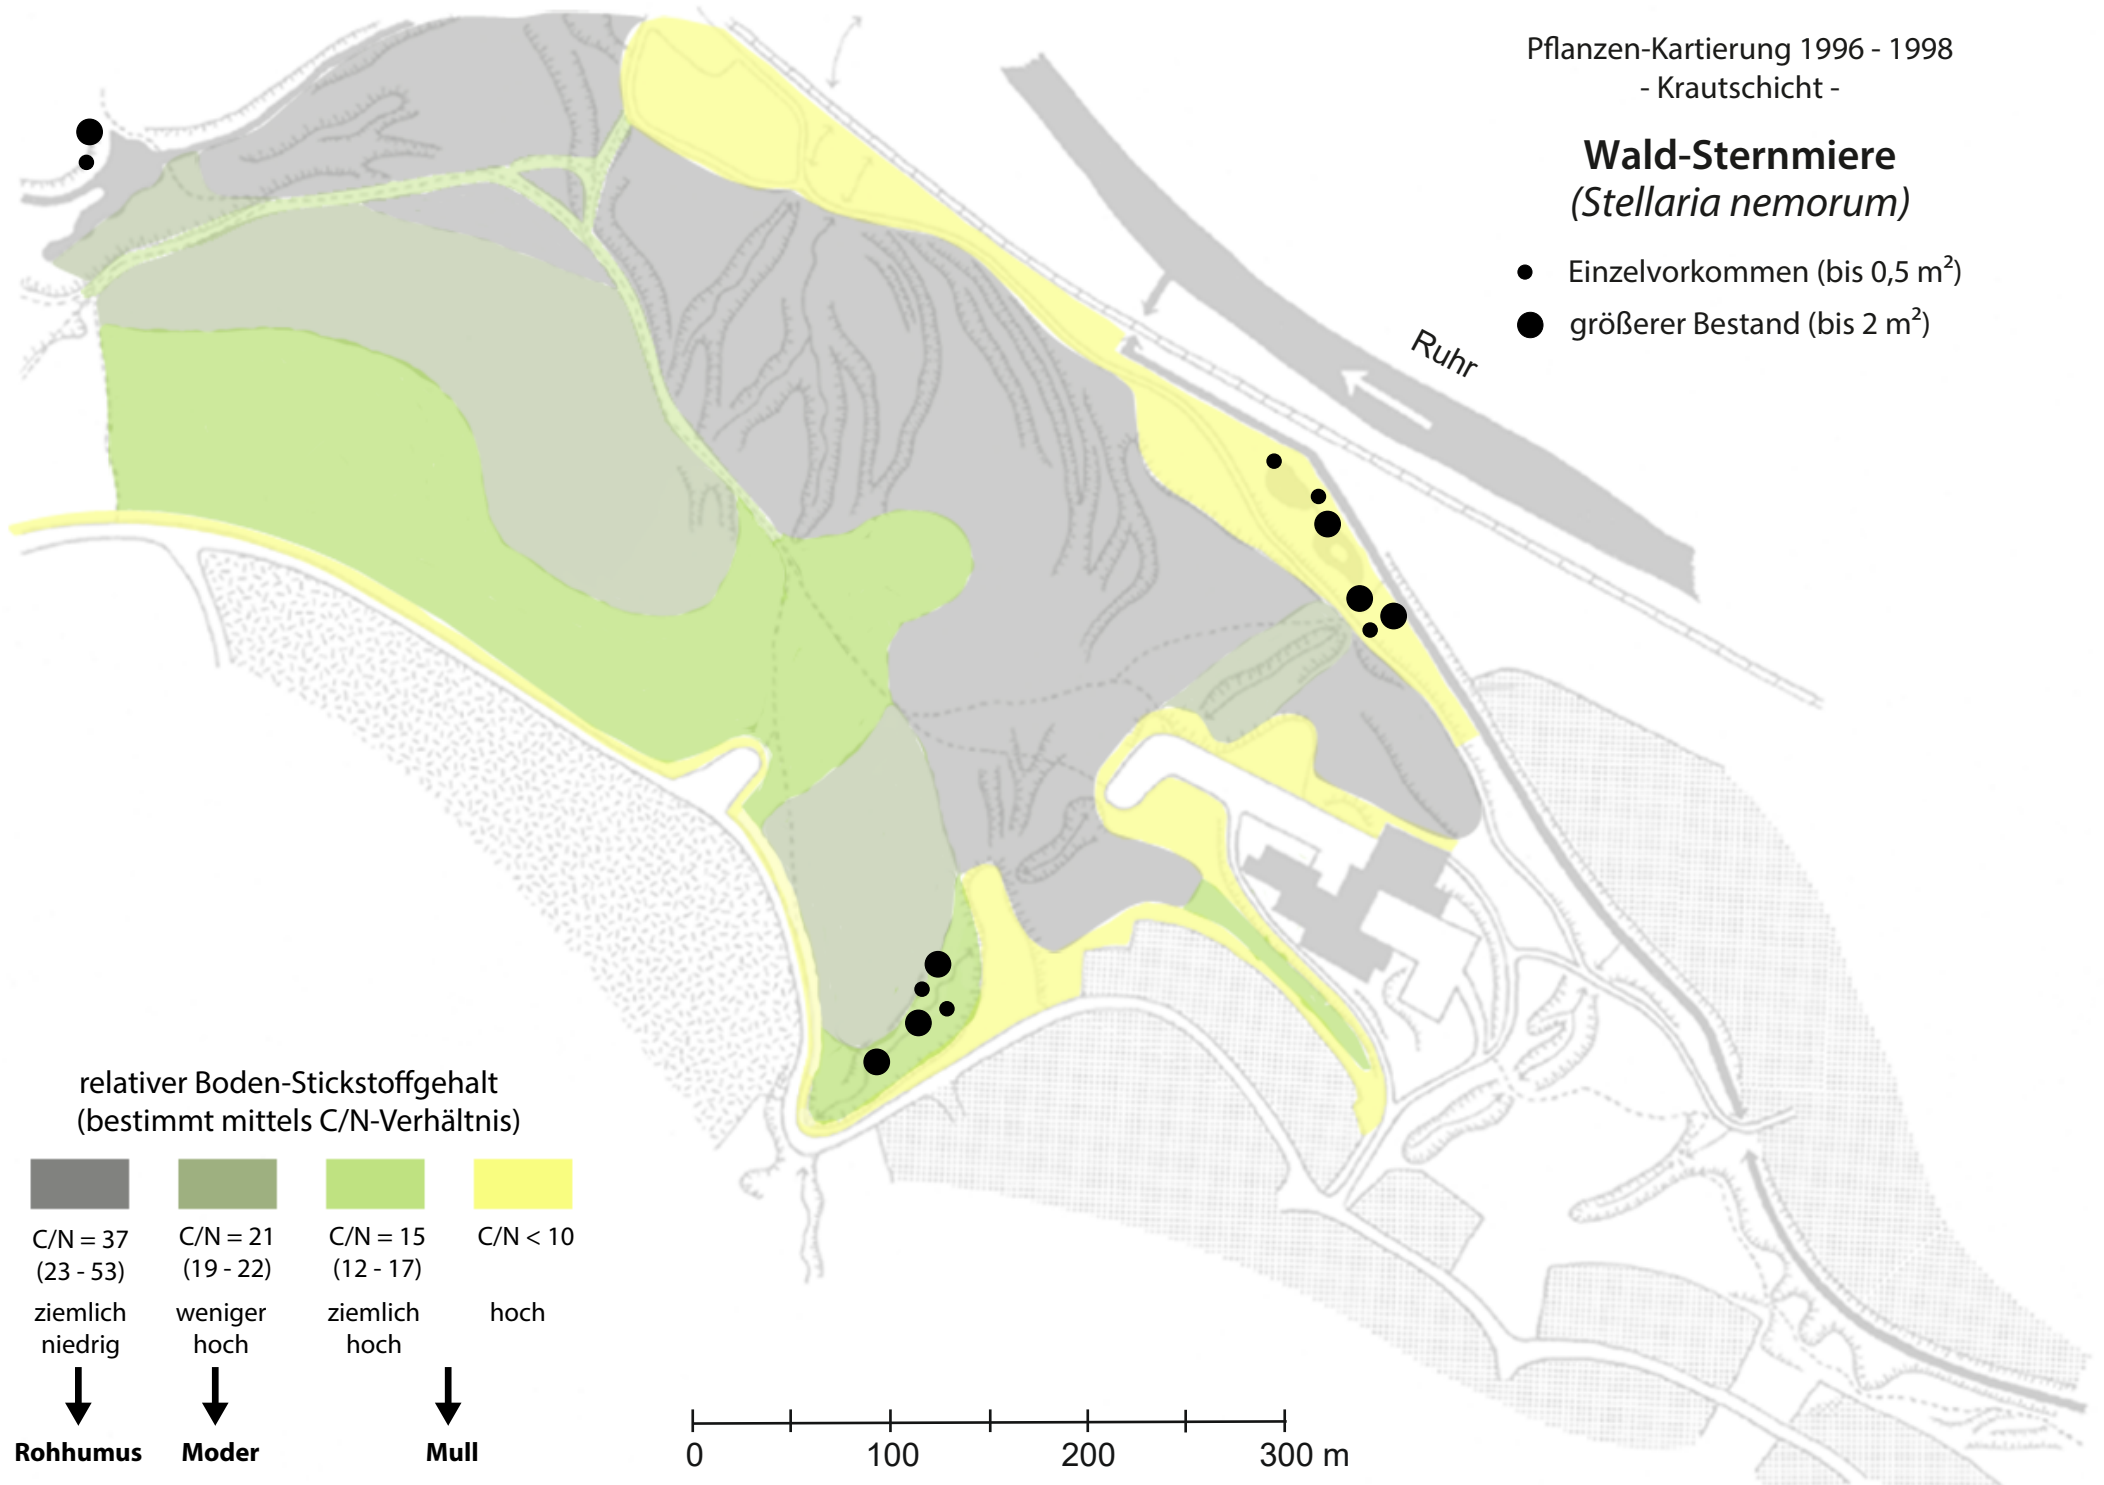 Pflanzen-Kartierung 1996 - 1998
- Krautschicht -
Wald-Sternmiere
(Stellaria nemorum)
Einzelvorkommen (bis 0,5 m²)
größerer Bestand (bis 2 m²)
Ruhr
relativer Boden-Stickstoffgehalt
(bestimmt mittels C/N-Verhältnis)
C/N = 37 C/N = 21 C/N = 15 C/N < 10
(23 - 53) (19 - 22) (12 - 17)
ziemlich weniger ziemlich hoch
niedrig hoch hoch
Rohhumus Moder Mull
0 100 200 300 m